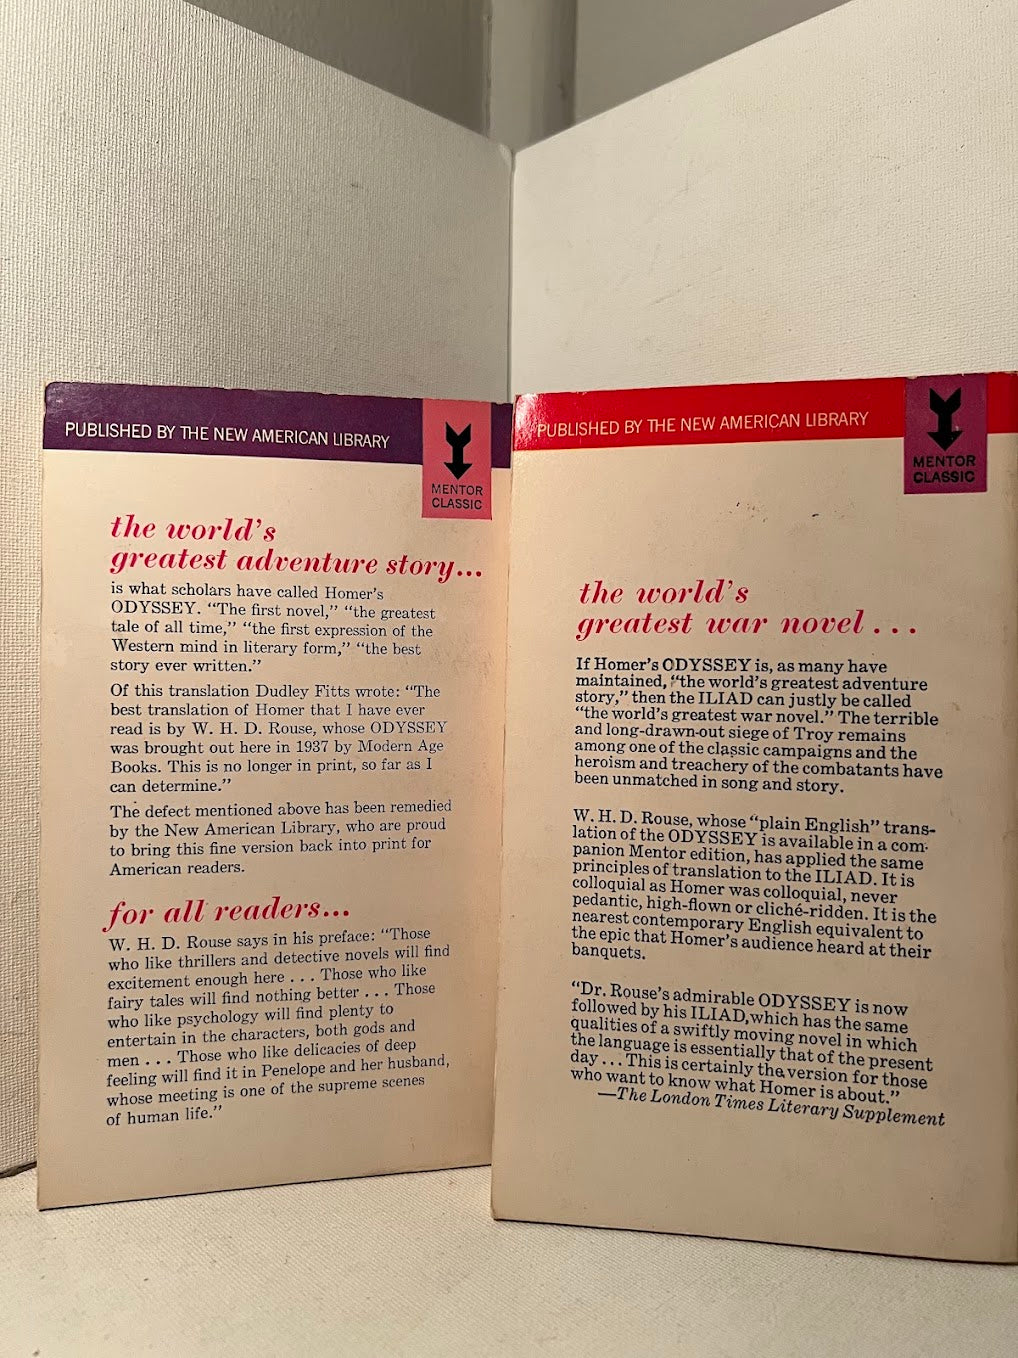 PUBLISHED BY THE NEW AMERICAN LIBRARY
MENTOR
CLASSIC
the world's
greatest adventure story...
is what scholars have called Homer's
ODYSSEY. "The first novel," "the greatest
tale of all time," "the first expression of the
Western mind in literary form," "the best
story ever written."
Of this translation Dudley Fitts wrote: "The
best translation of Homer that I have ever
read is by W. H. D. Rouse, whose ODYSSEY
was brought out here in 1937 by Modern Age
Books. This is no longer in print, so far as I
can determine."
The defect mentioned above has been remedied
by the New American Library, who are proud
to bring this fine version back into print for
American readers.
for all readers...
W. H. D. Rouse says in his preface: "Those
who like thrillers and detective novels will find
excitement enough here . . . Those who like
fairy tales will find nothing better . . . Those
who like psychology will find plenty to
entertain in the characters, both gods and
men . . . Those who like delicacies of deep
feeling will find it in Penelope and her husband,
whose meeting is one of the supreme scenes
of human life."
PUBLISHED BY THE NEW AMERICAN LIBRARY
MENTOR
CLASSIC
the world's
greatest war novel . . .
If Homer's ODYSSEY is, as many have
maintained, "the world's greatest adventure
story," then the ILIAD can justly be called
"the world's greatest war novel." The terrible
and long-drawn-out siege of Troy remains
among one of the classic campaigns and the
heroism and treachery of the combatants have
been unmatched in song and story.
W. H. D. Rouse, whose "plain English" trans-
lation of the ODYSSEY is available in a com-
panion Mentor edition, has applied the same
principles of translation to the ILIAD. It is
colloquial as Homer was colloquial, never
pedantic, high-flown or cliché-ridden. It is the
nearest contemporary English equivalent to
the epic that Homer's audience heard at their
banquets.
"Dr. Rouse's admirable ODYSSEY is now
followed by his ILIAD, which has the same
qualities of a swiftly moving novel in which
the language is essentially that of the present
day . . . This is certainly the version for those
who want to know what Homer is about."
—The London Times Literary Supplement